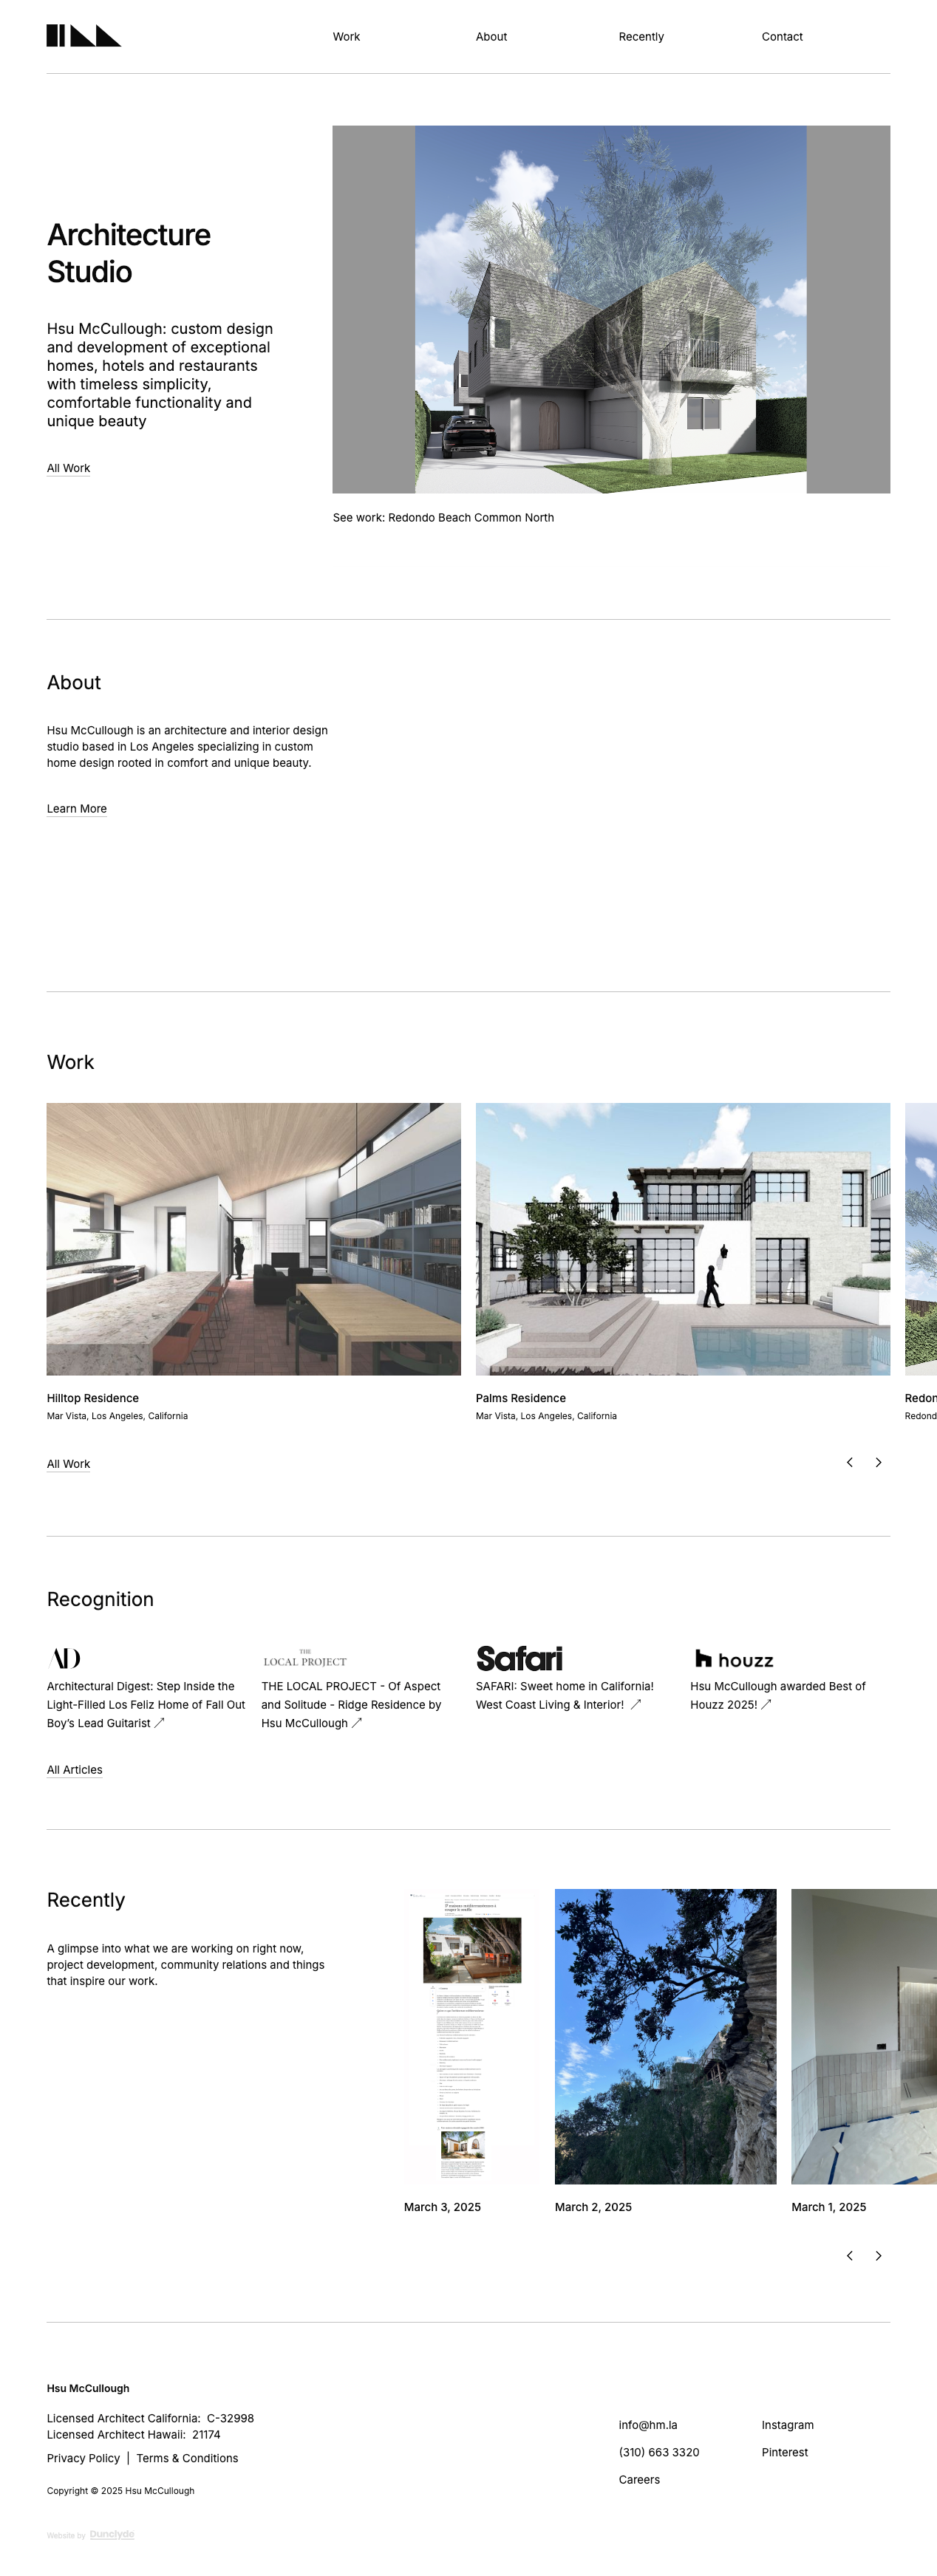 Work
About
Recently
Contact
Architecture
Studio
Hsu McCullough: custom design
and development of exceptional
homes, hotels and restaurants
with timeless simplicity,
comfortable functionality and
unique beauty
All Work
See work: Redondo Beach Common North
About
Hsu McCullough is an architecture and interior design
studio based in Los Angeles specializing in custom
home design rooted in comfort and unique beauty.
Learn More
Work
Hilltop Residence
Mar Vista, Los Angeles, California
Palms Residence
Mar Vista, Los Angeles, California
Redon
Redond
All Work
Recognition
AD
Architectural Digest: Step Inside the
Light-Filled Los Feliz Home of Fall Out
Boy’s Lead Guitarist
THE
LOCAL PROJECT
THE LOCAL PROJECT - Of Aspect
and Solitude - Ridge Residence by
Hsu McCullough
Safari
SAFARI: Sweet home in California!
West Coast Living & Interior!
houzz
Hsu McCullough awarded Best of
Houzz 2025!
All Articles
Recently
A glimpse into what we are working on right now,
project development, community relations and things
that inspire our work.
March 3, 2025
March 2, 2025
March 1, 2025
Hsu McCullough
Licensed Architect California: C-32998
Licensed Architect Hawaii: 21174
Privacy Policy | Terms & Conditions
Copyright © 2025 Hsu McCullough
info@hm.la
(310) 663 3320
Careers
Instagram
Pinterest
Website by Dunclyde